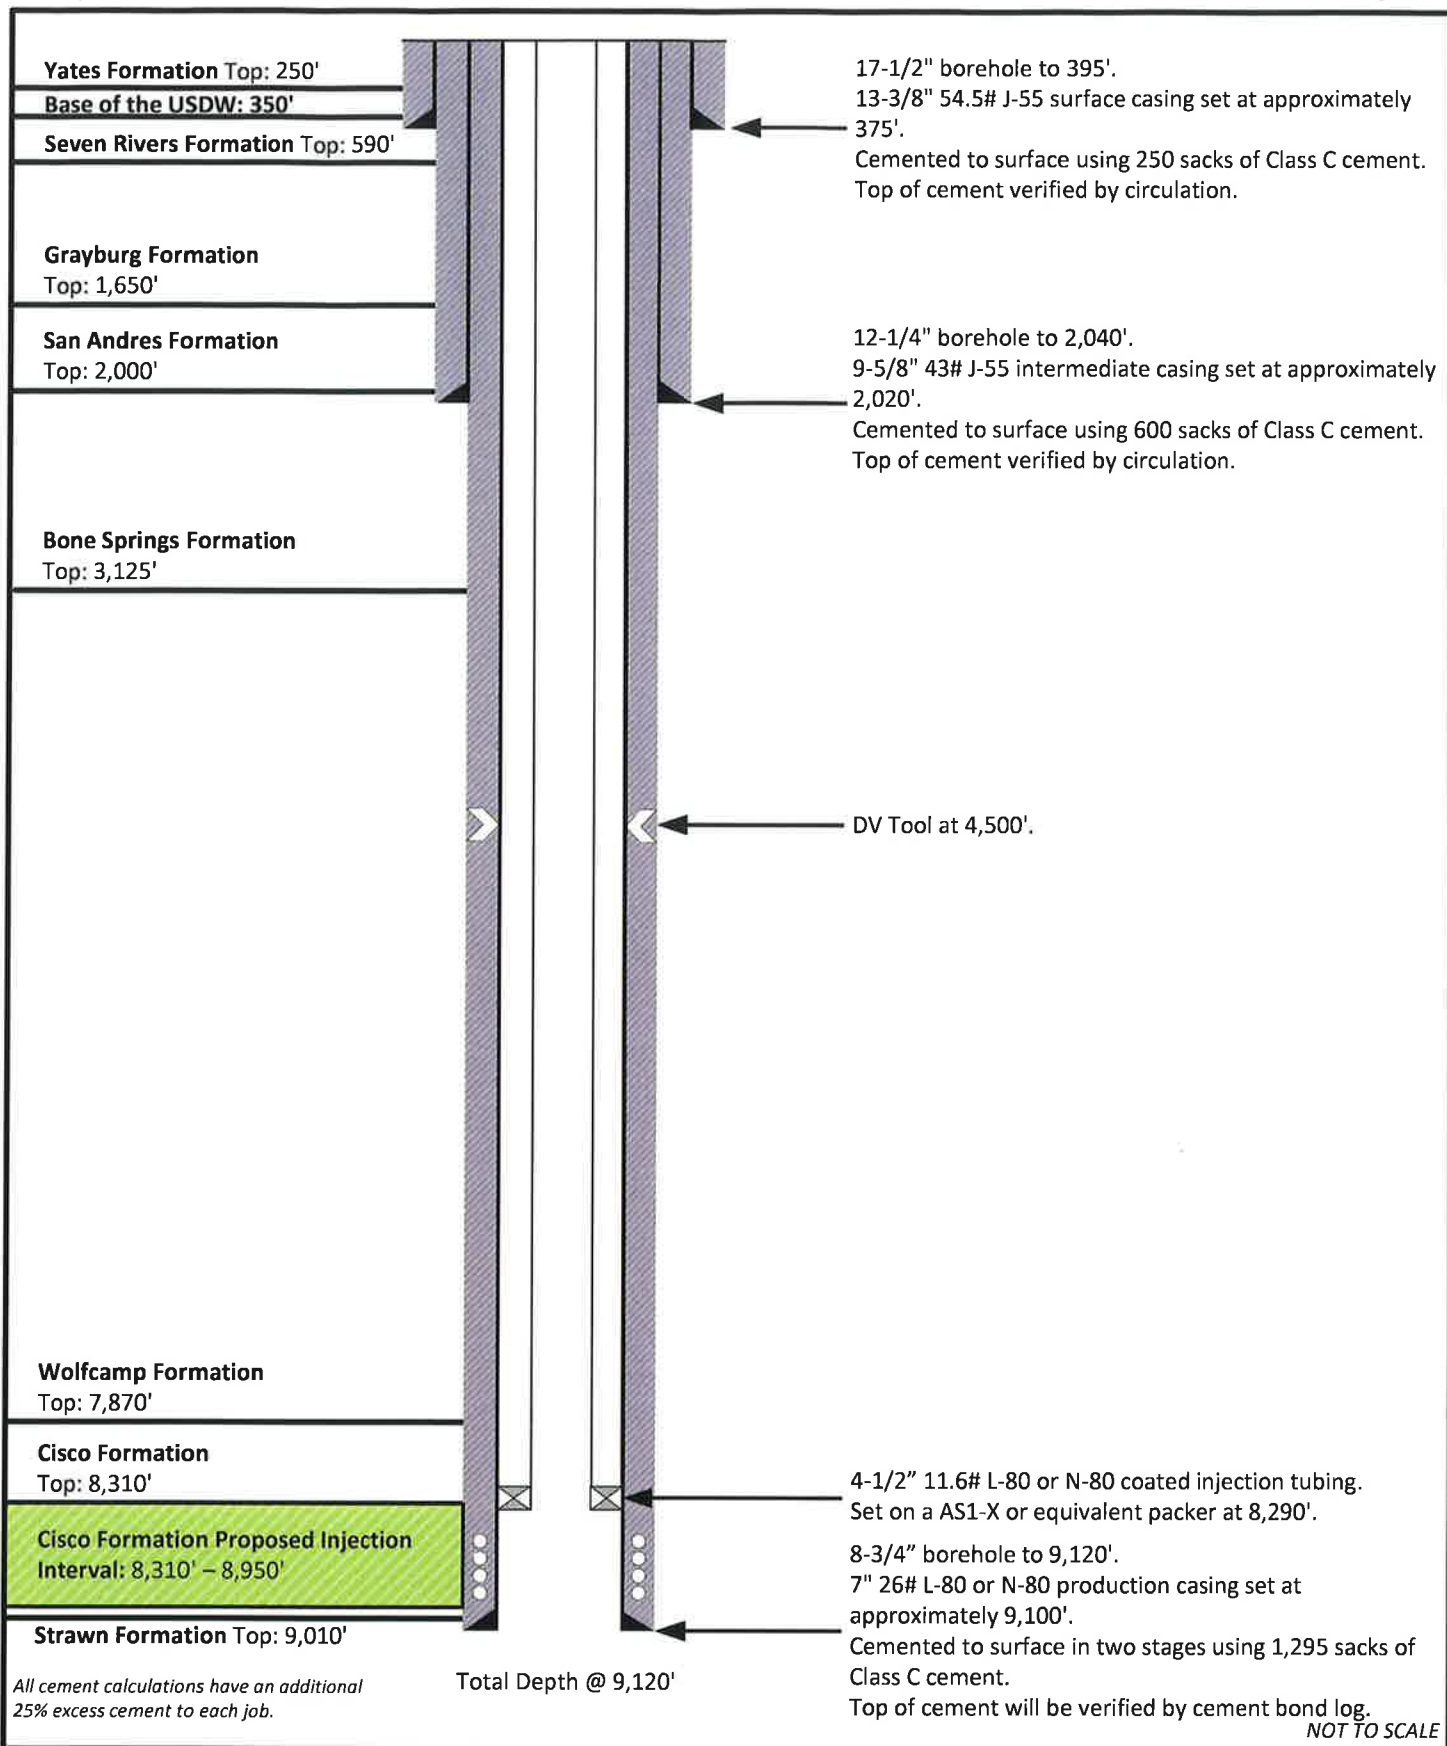 Yates Formation Top: 250'
Base of the USDW: 350'
Seven Rivers Formation Top: 590'
Grayburg Formation
Top: 1,650'
San Andres Formation
Top: 2,000'
Bone Springs Formation
Top: 3,125'
Wolfcamp Formation
Top: 7,870'
Cisco Formation
Top: 8,310'
Cisco Formation Proposed Injection
Interval: 8,310' – 8,950'
Strawn Formation Top: 9,010'
All cement calculations have an additional
25% excess cement to each job.
Total Depth @ 9,120'
17-1/2" borehole to 395'.
13-3/8" 54.5# J-55 surface casing set at approximately
375'.
Cemented to surface using 250 sacks of Class C cement.
Top of cement verified by circulation.
12-1/4" borehole to 2,040'.
9-5/8" 43# J-55 intermediate casing set at approximately
2,020'.
Cemented to surface using 600 sacks of Class C cement.
Top of cement verified by circulation.
DV Tool at 4,500'.
4-1/2” 11.6# L-80 or N-80 coated injection tubing.
Set on a AS1-X or equivalent packer at 8,290'.
8-3/4” borehole to 9,120'.
7" 26# L-80 or N-80 production casing set at
approximately 9,100'.
Cemented to surface in two stages using 1,295 sacks of
Class C cement.
Top of cement will be verified by cement bond log.
NOT TO SCALE